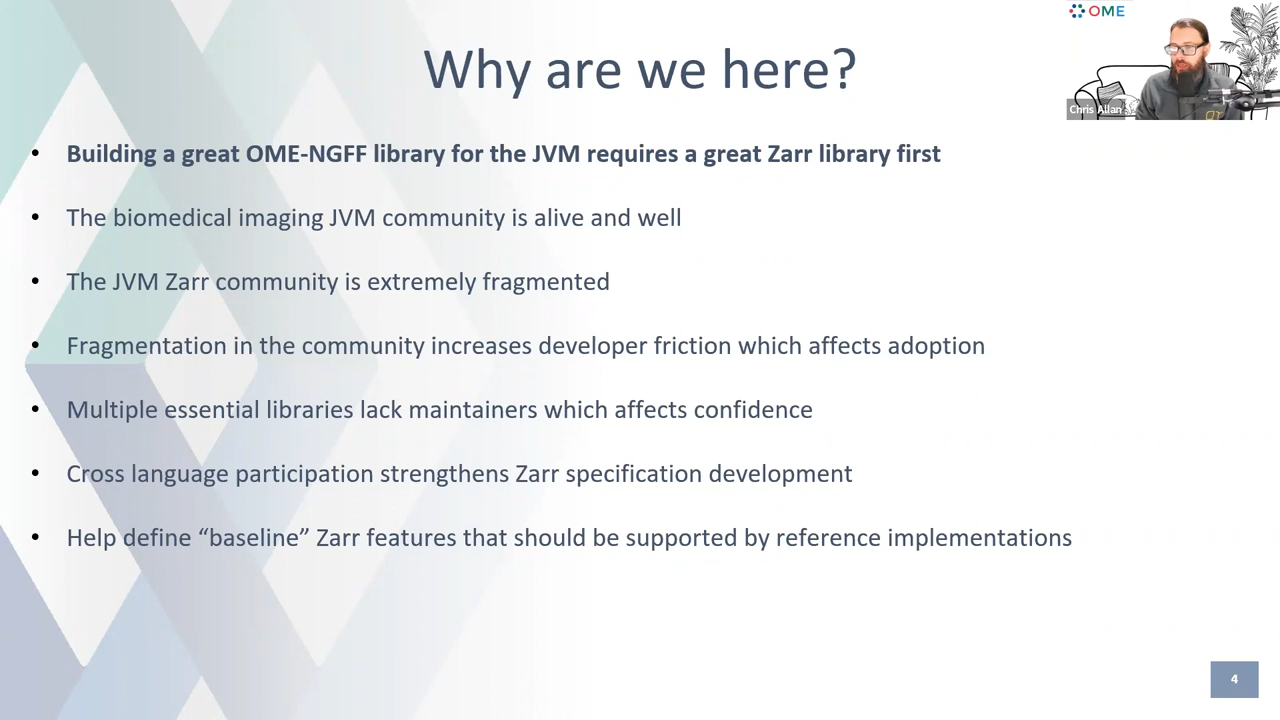 OME
Why are we here?
Chris Allan
• Building a great OME-NGFF library for the JVM requires a great Zarr library first
• The biomedical imaging JVM community is alive and well
• The JVM Zarr community is extremely fragmented
• Fragmentation in the community increases developer friction which affects adoption
• Multiple essential libraries lack maintainers which affects confidence
• Cross language participation strengthens Zarr specification development
• Help define “baseline” Zarr features that should be supported by reference implementations
4